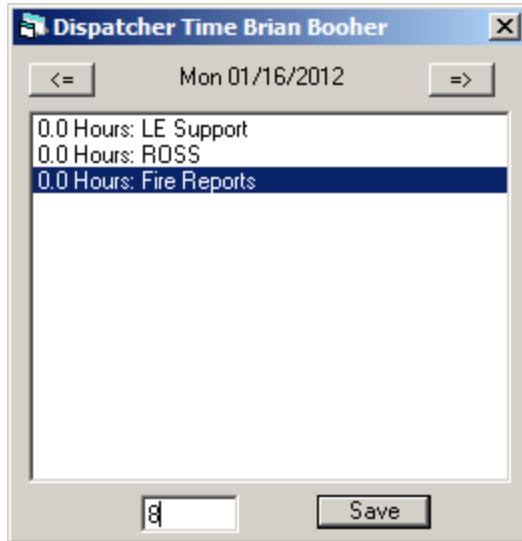 Dispatcher Time Brian Booher
<= Mon 01/16/2012 =>
0.0 Hours: LE Support
0.0 Hours: ROSS
0.0 Hours: Fire Reports
8 Save